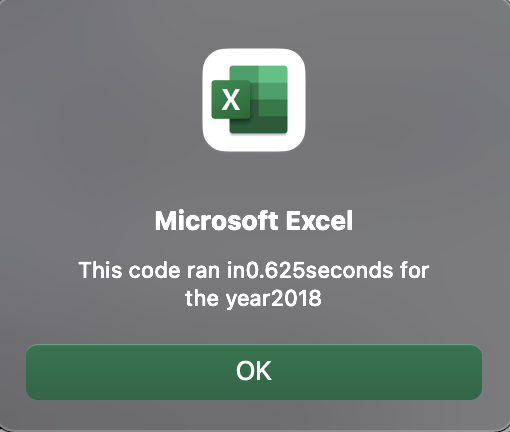 X
Microsoft Excel
This code ran in0.625seconds for
the year2018
OK